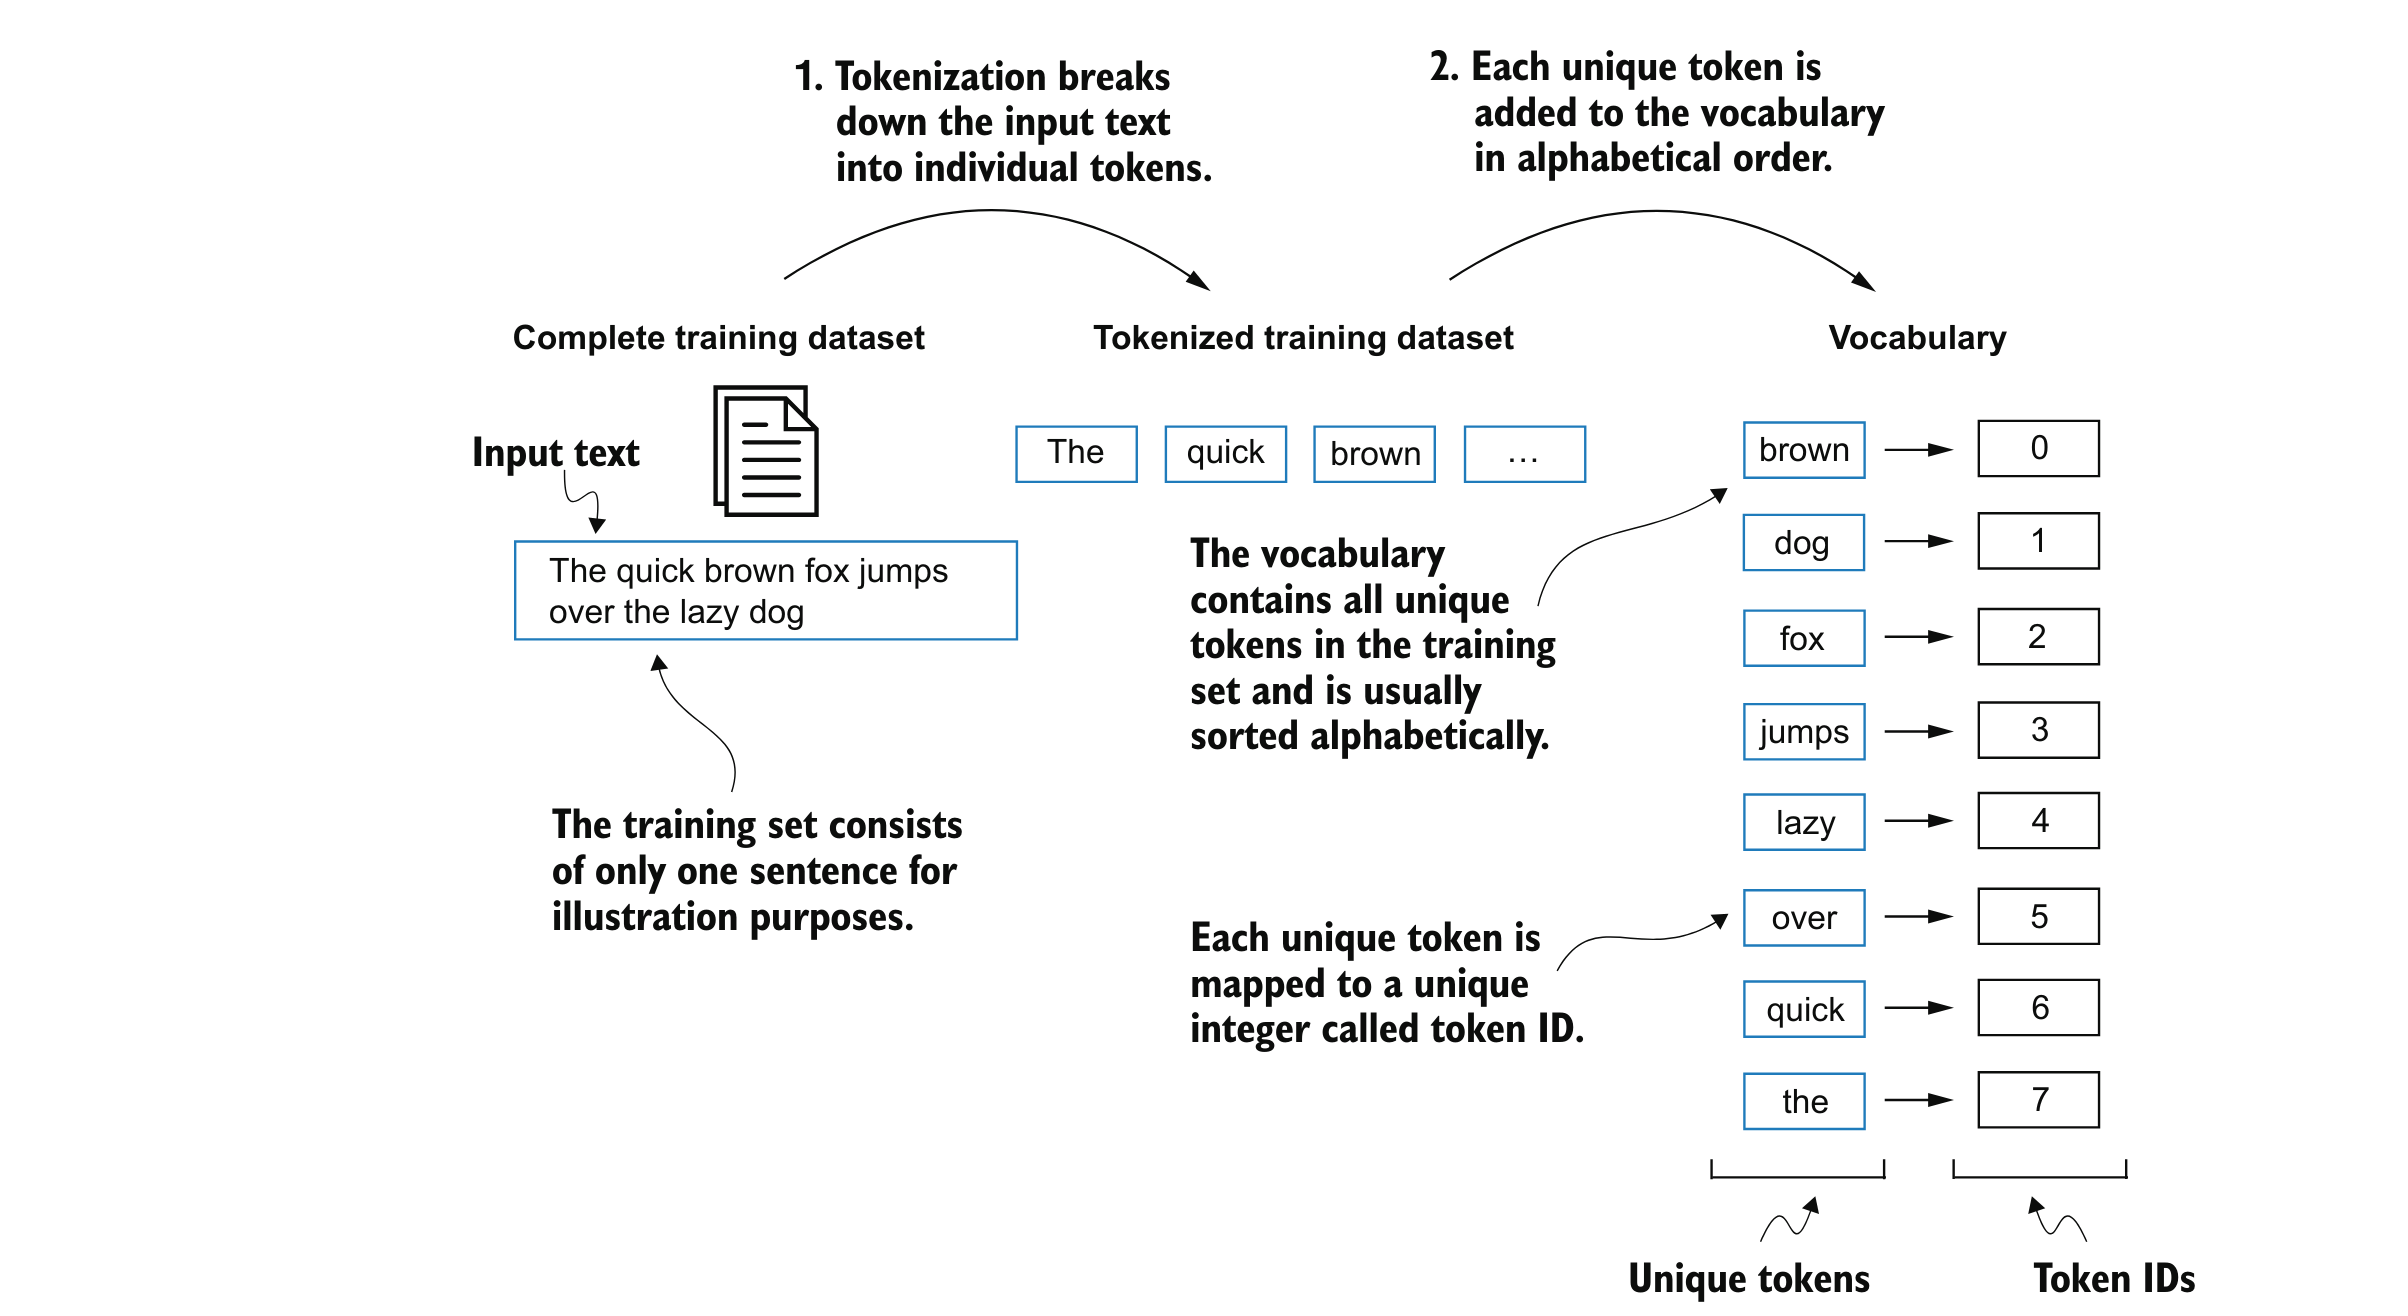 1. Tokenization breaks
down the input text
into individual tokens.
2. Each unique token is
added to the vocabulary
in alphabetical order.
Complete training dataset
Tokenized training dataset
Vocabulary
Input text
The quick brown fox jumps
over the lazy dog
The training set consists
of only one sentence for
illustration purposes.
The quick brown ...
The vocabulary
contains all unique
tokens in the training
set and is usually
sorted alphabetically.
Each unique token is
mapped to a unique
integer called token ID.
brown 0
dog 1
fox 2
jumps 3
lazy 4
over 5
quick 6
the 7
Unique tokens
Token IDs